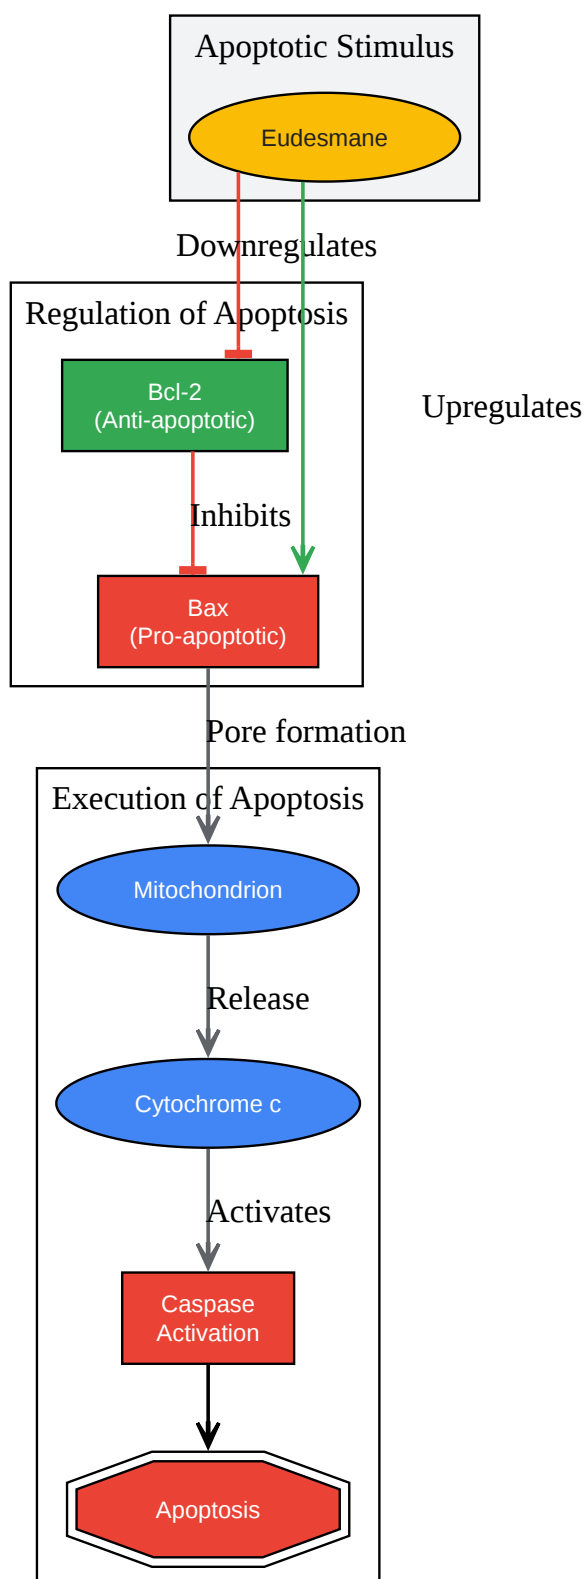 Apoptotic Stimulus
Eudesmane
Downregulates
Regulation of Apoptosis
Bcl-2
(Anti-apoptotic)
Upregulates
Inhibits
Bax
(Pro-apoptotic)
Pore formation
Execution of Apoptosis
Mitochondrion
Release
Cytochrome c
Activates
Caspase
Activation
Apoptosis